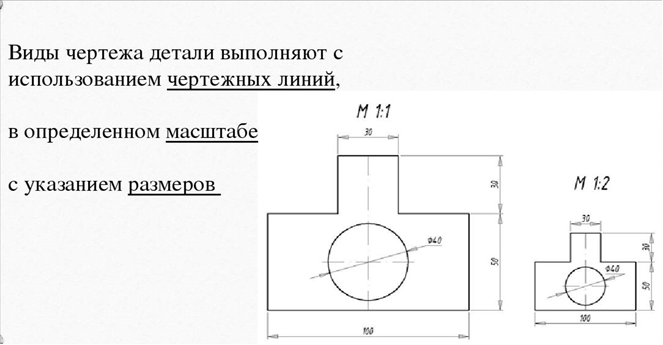 Виды чертежа детали выполняют с
использованием чертежных линий,
в определенном масштабе
с указанием размеров
М 1:1
30
30
50
Ф40
100
М 1:2
30
30
50
Ф40
100